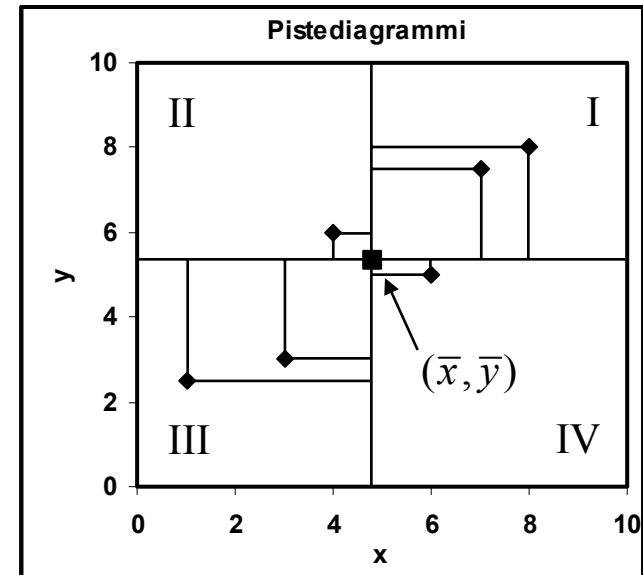 Pistediagrammi
10
8
6
4
2
0
y
II
I
III
IV
(x̅, y̅)
0 2 4 6 8 10
x